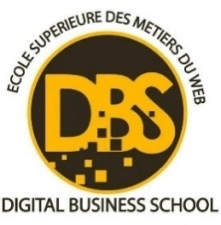 ECOLE SUPERIEURE DES METIERS DU WEB
DBS
DIGITAL BUSINESS SCHOOL